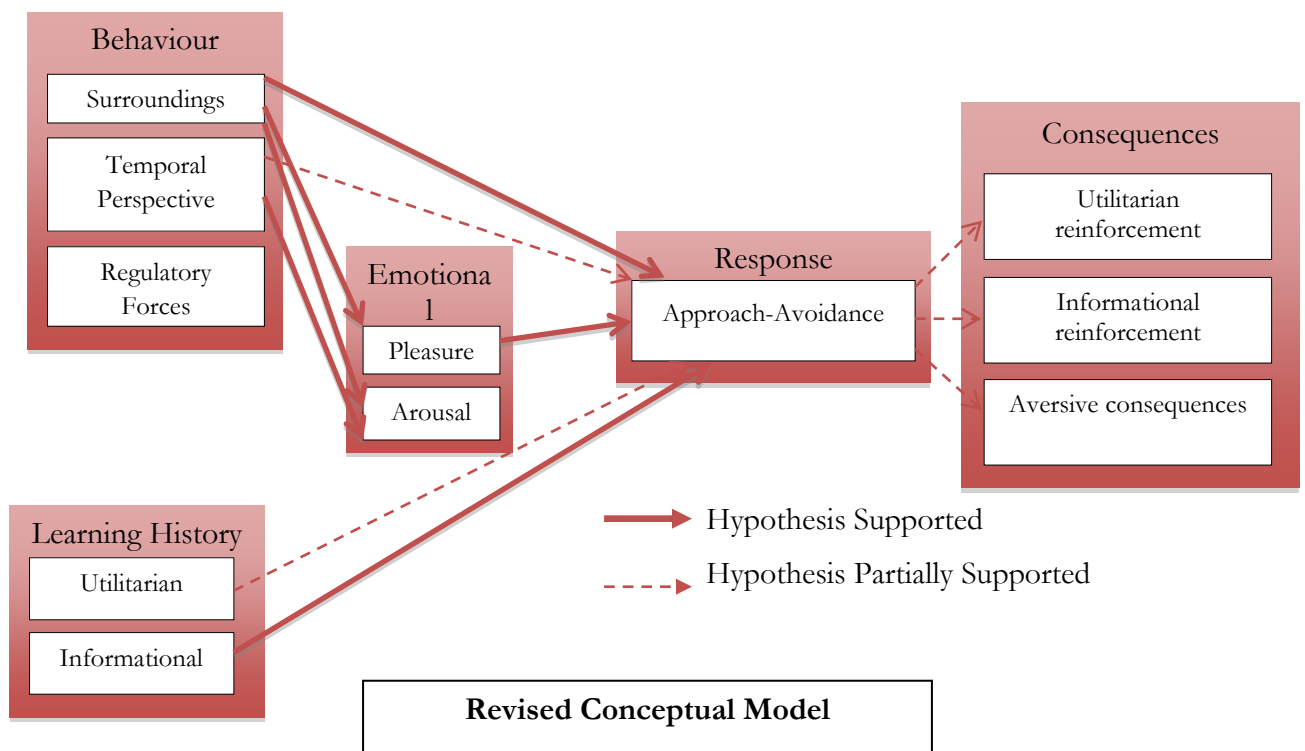 Behaviour
Surroundings
Temporal
Perspective
Regulatory
Forces
Emotiona
l
Pleasure
Arousal
Learning History
Utilitarian
Informational
Response
Approach-Avoidance
Consequences
Utilitarian
reinforcement
Informational
reinforcement
Aversive consequences
Hypothesis Supported
Hypothesis Partially Supported
Revised Conceptual Model